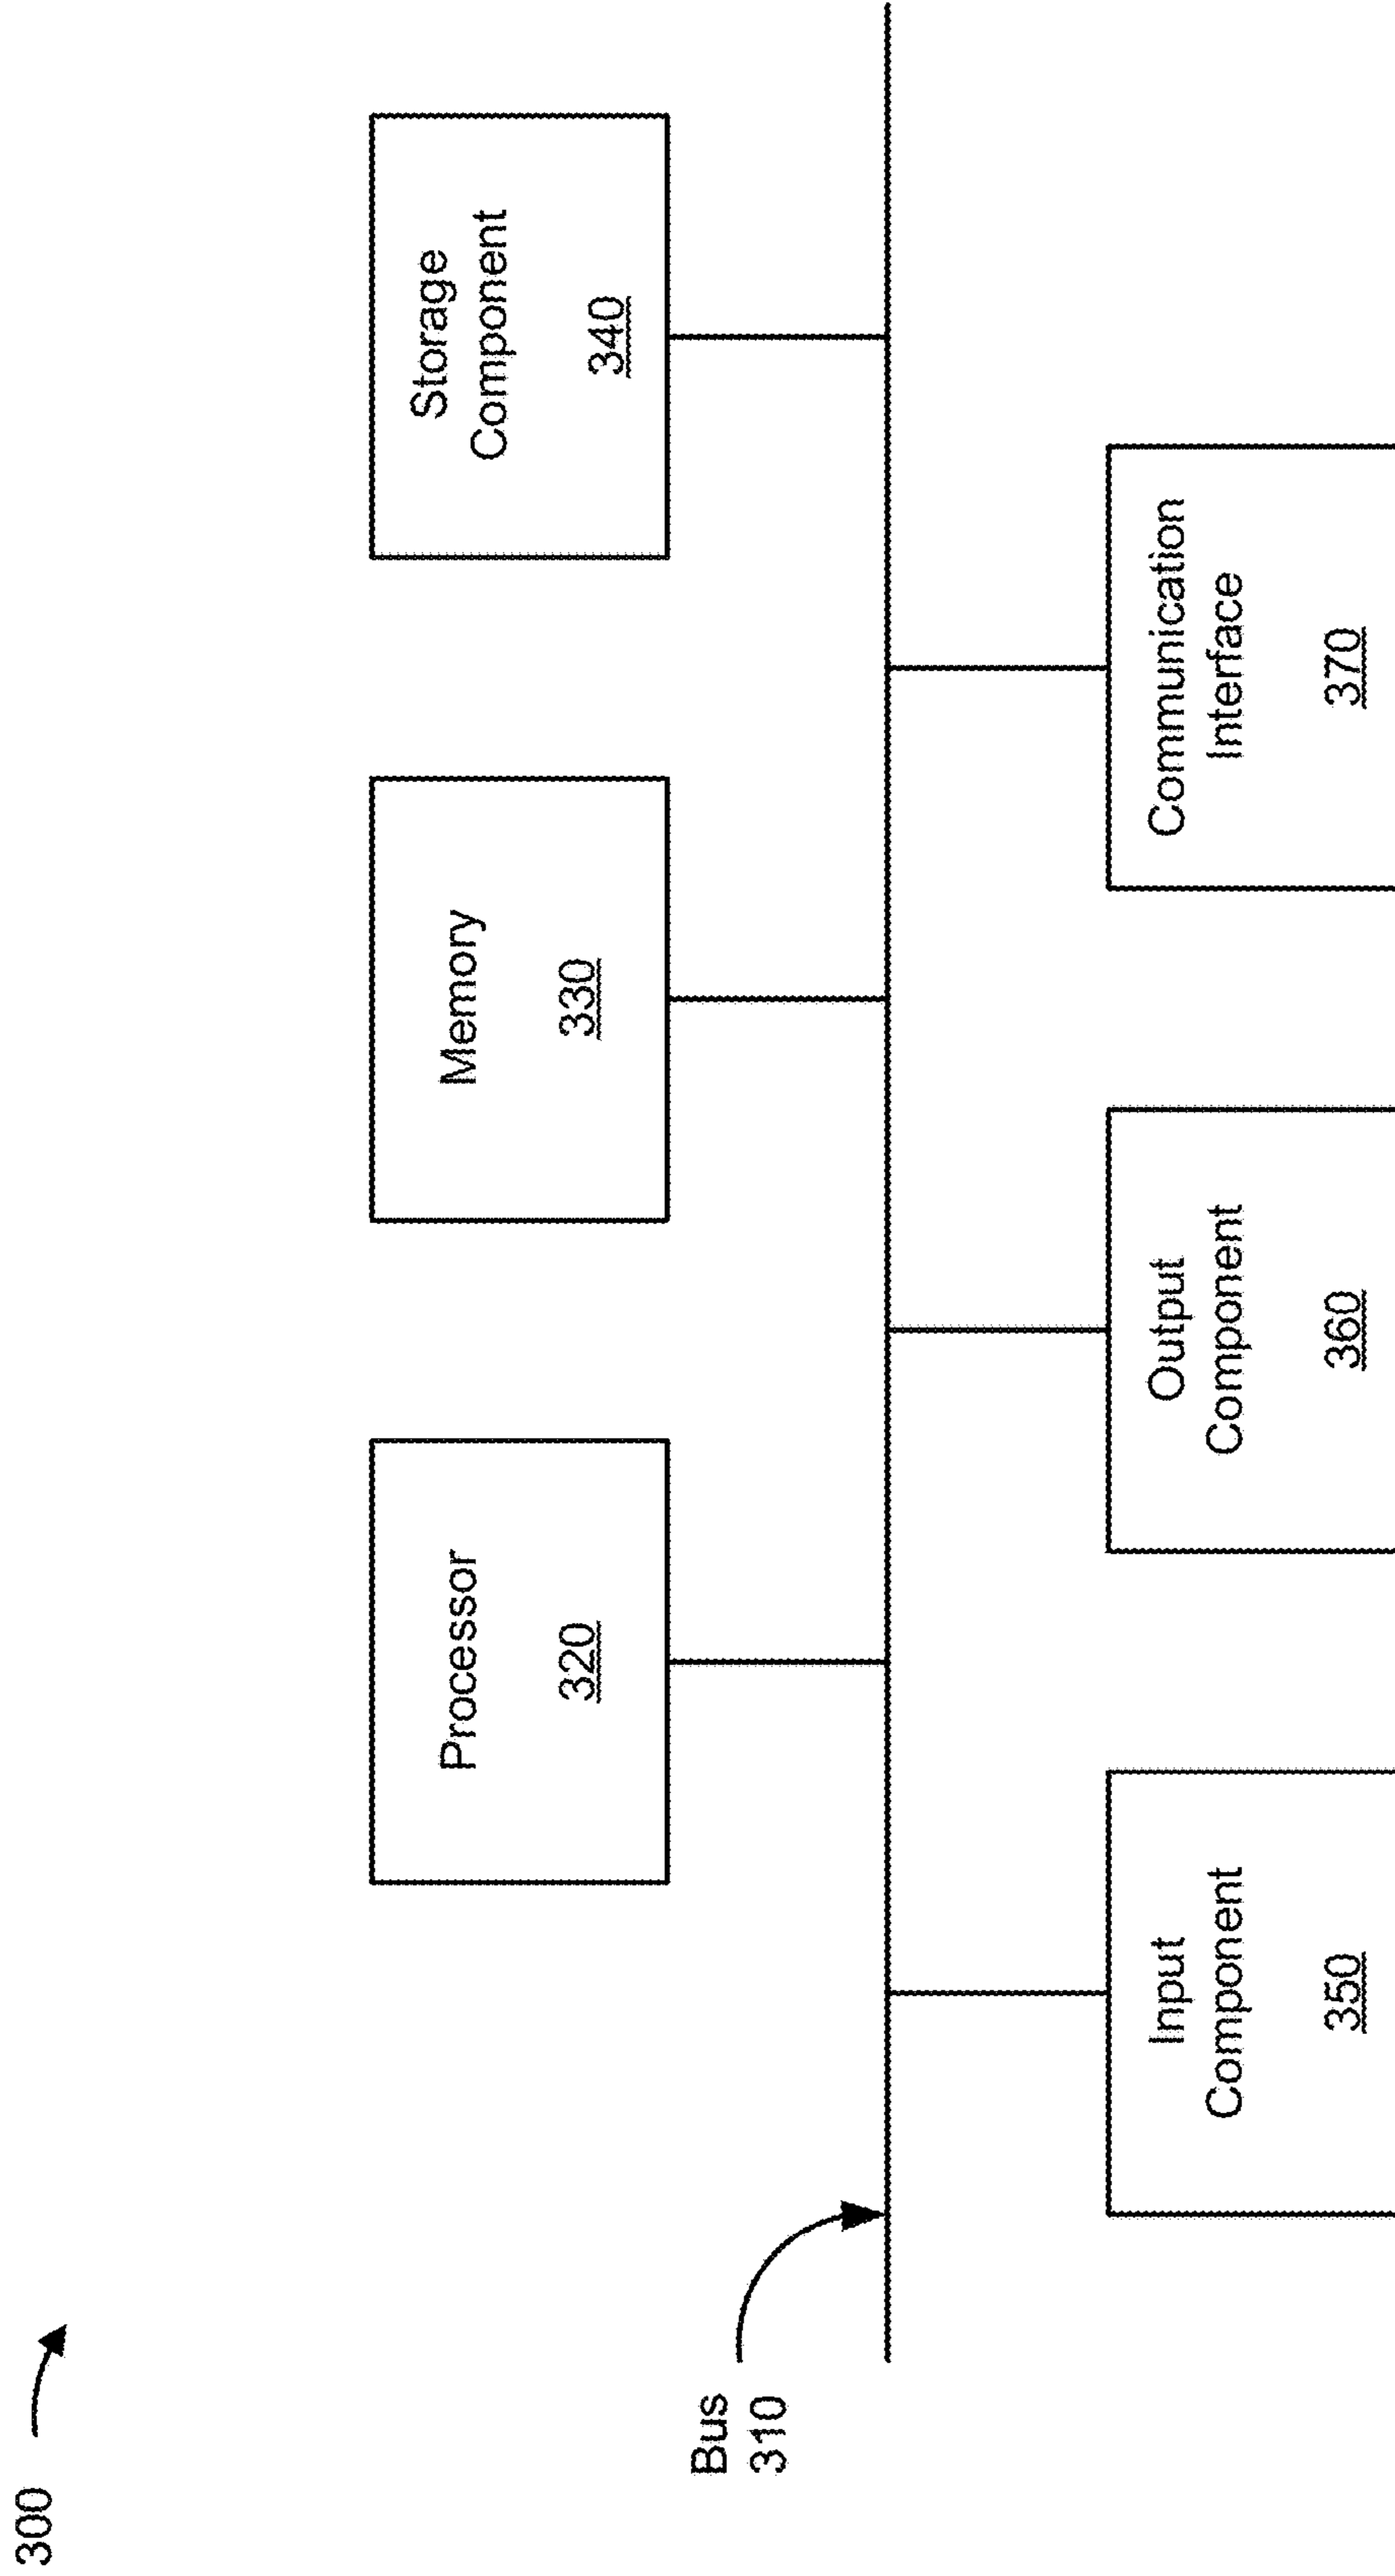 300
Bus
310
Processor
320
Memory
330
Storage
Component
340
Input
Component
350
Output
Component
360
Communication
Interface
370